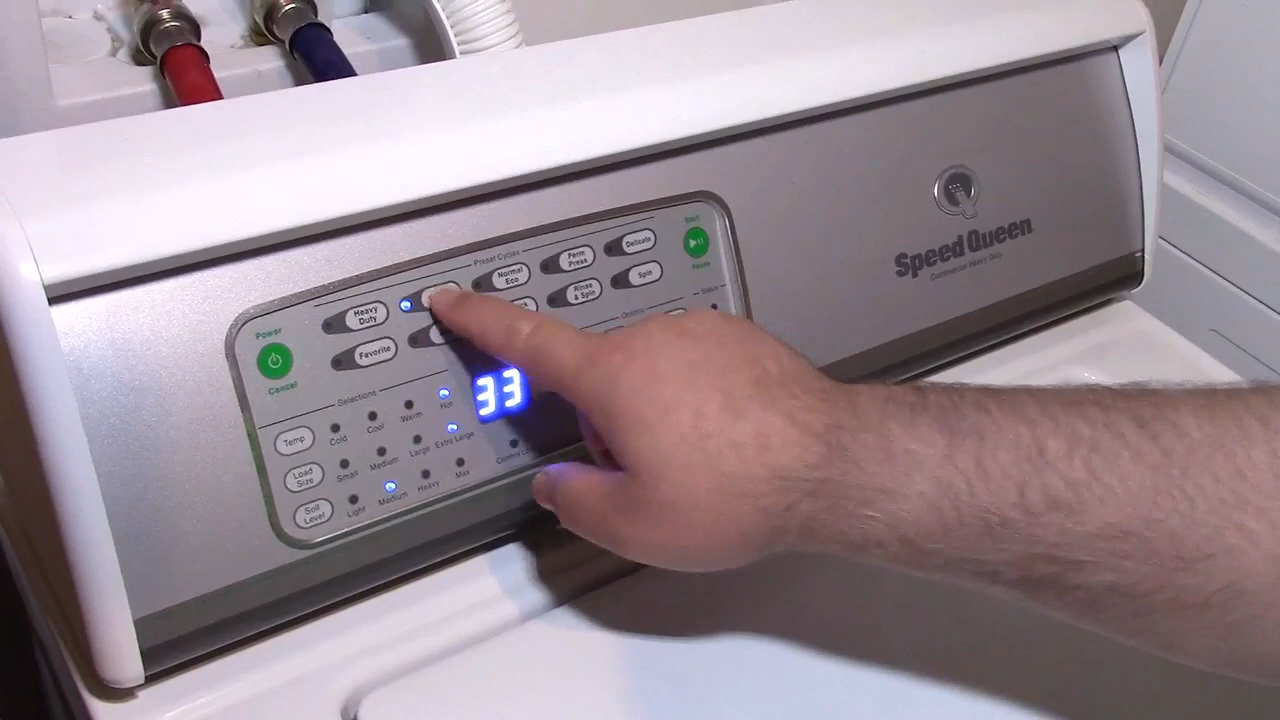 Preset Cycles
Start
Power
Heavy
Duty
Normal
Eco
Perm
Press
Delicate
Pause
Favorite
Rinse
& Spin
Spin
Cancel
Options
Status
Selections
33
Temp
Cold
Cool
Warm
Hot
Load
Size
Small
Medium
Large
Extra Large
Soil
Level
Light
Medium
Heavy
Max
Speed Queen
Commercial Heavy Duty